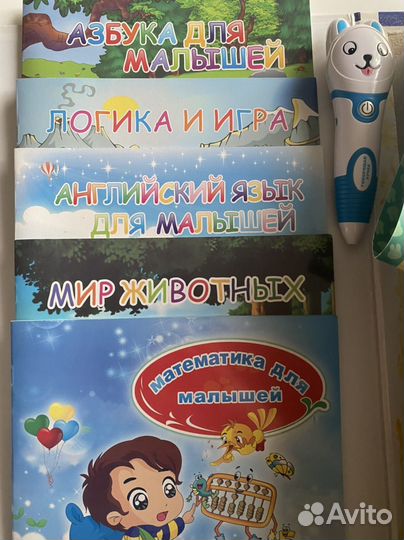 АЗБУКА ДЛЯ
МАЛЫШЕЙ
ЛОГИКА И ИГРА
АНГЛИЙСКИЙ ЯЗЫК
ДЛЯ МАЛЫШЕЙ
МИР ЖИВОТНЫХ
математика для
малышей
Avito